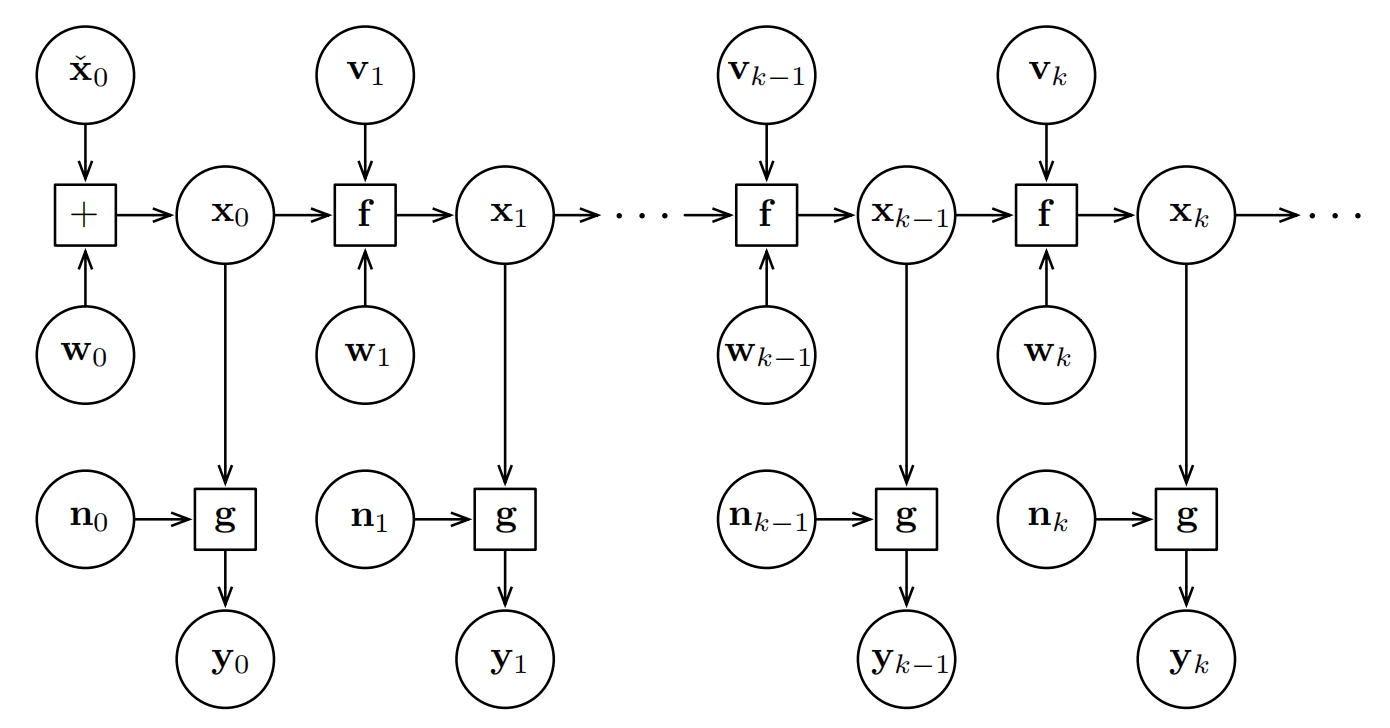 x̌₀ v₁ vₖ₋₁ vₖ
+ x₀ f x₁ · · · f xₖ₋₁ f xₖ · · ·
w₀ w₁ wₖ₋₁ wₖ
n₀ g n₁ g nₖ₋₁ g nₖ g
y₀ y₁ yₖ₋₁ yₖ